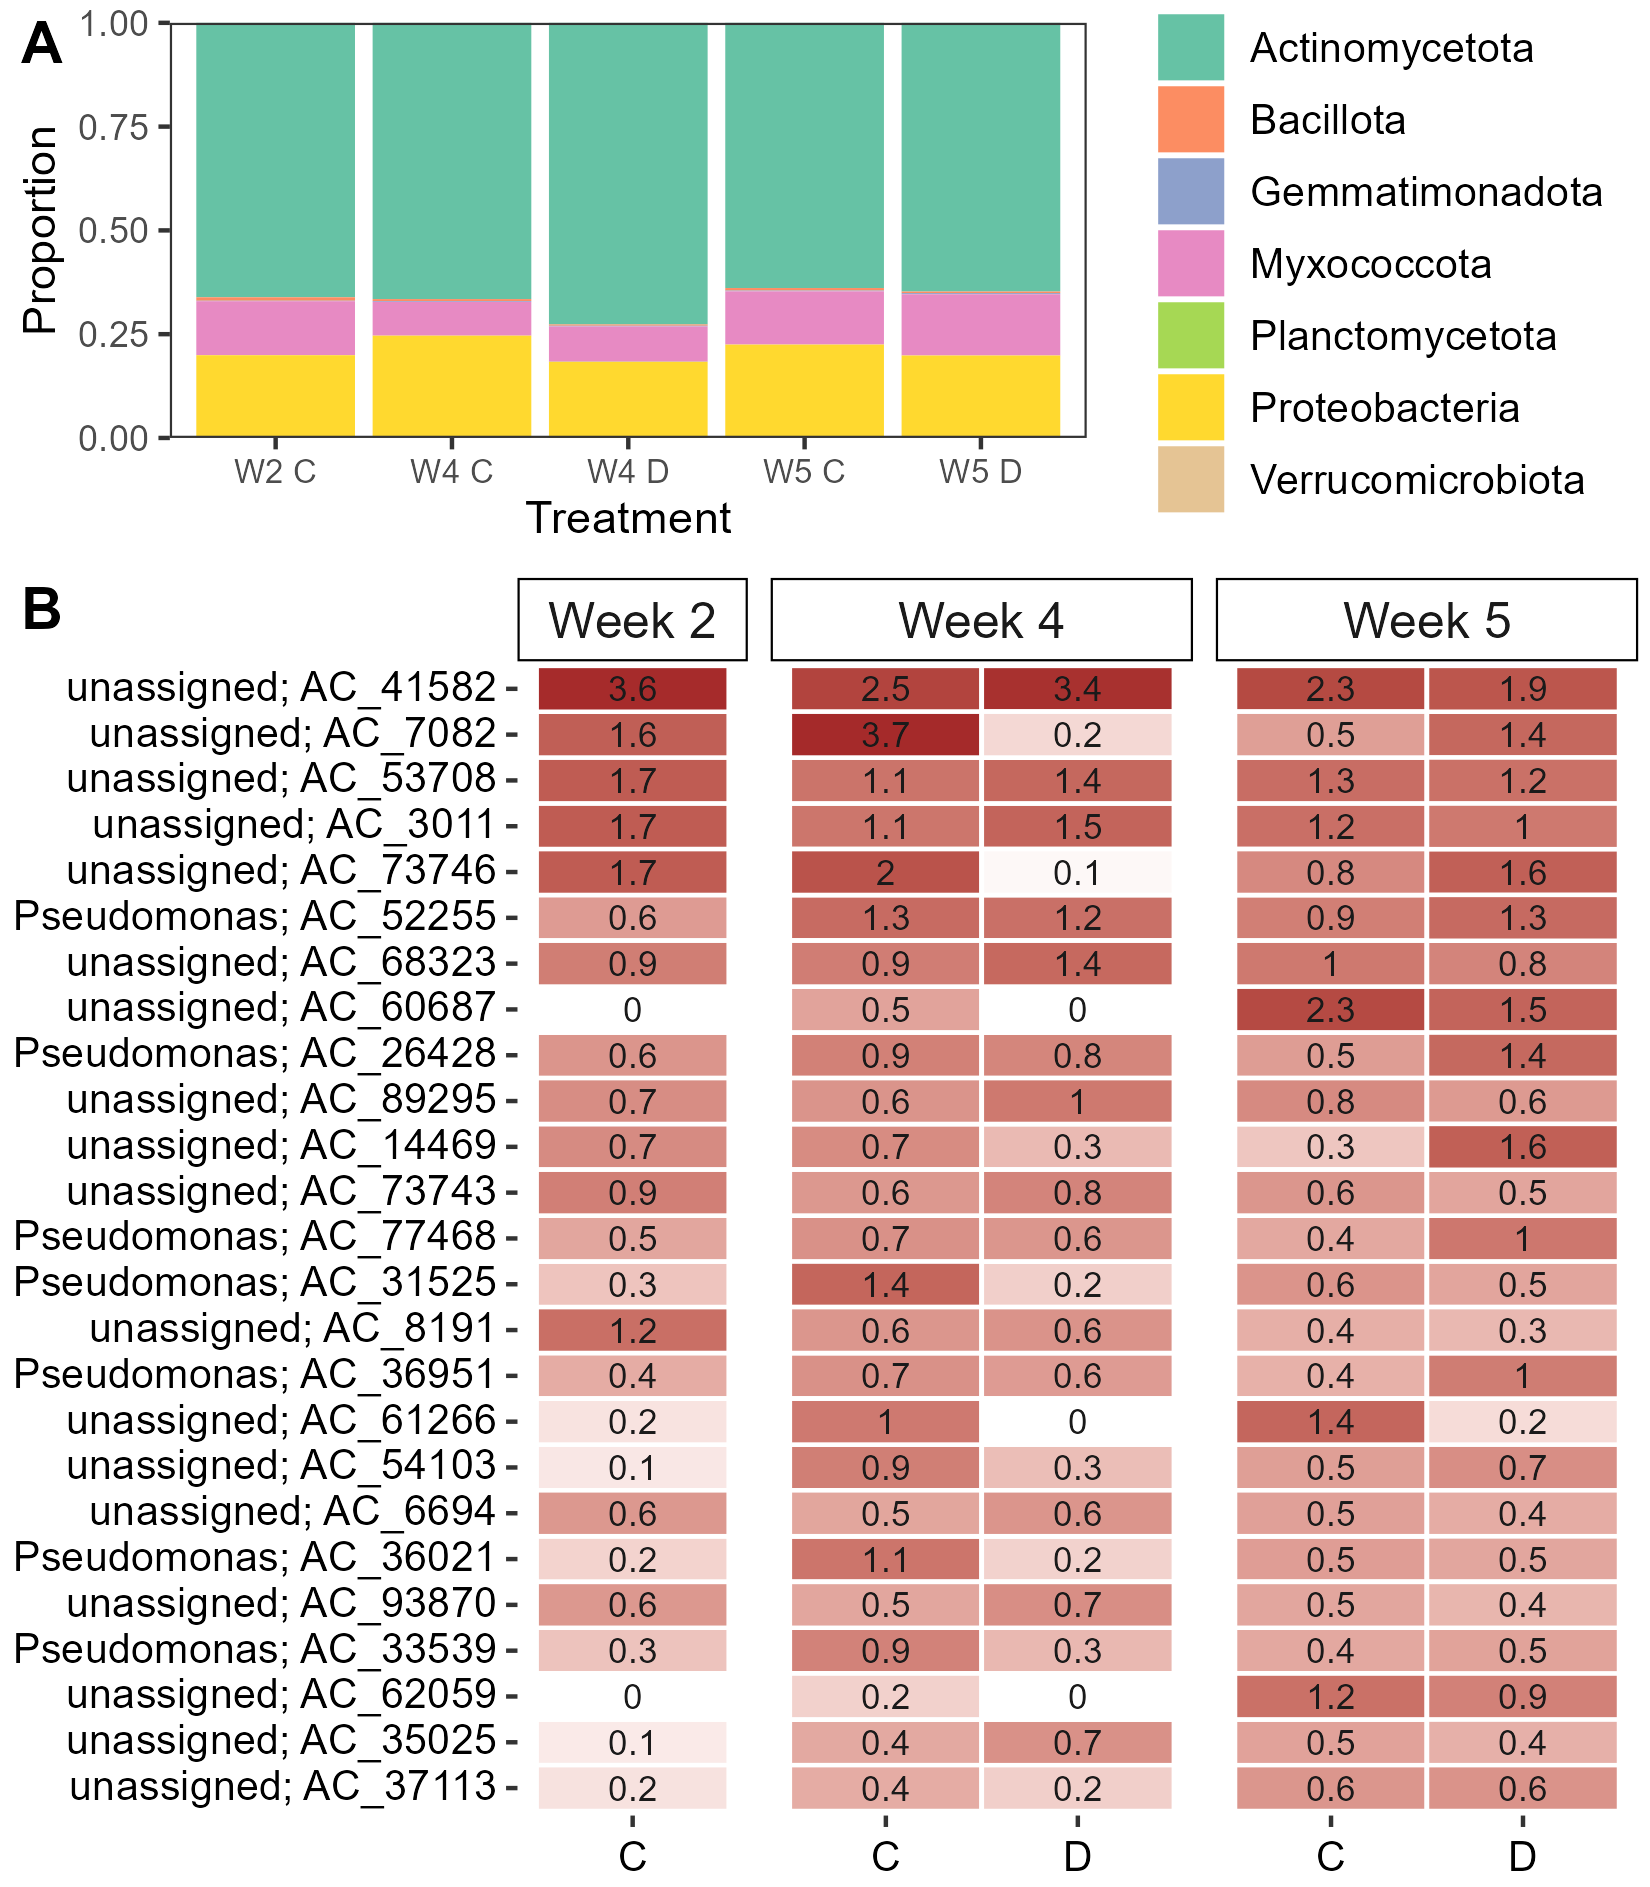 A
1.00
0.75
0.50
0.25
0.00
Proportion
W2 C W4 C W4 D W5 C W5 D
Treatment
Actinomycetota
Bacillota
Gemmatimonadota
Myxococcota
Planctomycetota
Proteobacteria
Verrucomicrobiota
B
Week 2 Week 4 Week 5
unassigned; AC_41582 3.6 2.5 3.4 2.3 1.9
unassigned; AC_7082 1.6 3.7 0.2 0.5 1.4
unassigned; AC_53708 1.7 1.1 1.4 1.3 1.2
unassigned; AC_3011 1.7 1.1 1.5 1.2 1
unassigned; AC_73746 1.7 2 0.1 0.8 1.6
Pseudomonas; AC_52255 0.6 1.3 1.2 0.9 1.3
unassigned; AC_68323 0.9 0.9 1.4 1 0.8
unassigned; AC_60687 0 0.5 0 2.3 1.5
Pseudomonas; AC_26428 0.6 0.9 0.8 0.5 1.4
unassigned; AC_89295 0.7 0.6 1 0.8 0.6
unassigned; AC_14469 0.7 0.7 0.3 0.3 1.6
unassigned; AC_73743 0.9 0.6 0.8 0.6 0.5
Pseudomonas; AC_77468 0.5 0.7 0.6 0.4 1
Pseudomonas; AC_31525 0.3 1.4 0.2 0.6 0.5
unassigned; AC_8191 1.2 0.6 0.6 0.4 0.3
Pseudomonas; AC_36951 0.4 0.7 0.6 0.4 1
unassigned; AC_61266 0.2 1 0 1.4 0.2
unassigned; AC_54103 0.1 0.9 0.3 0.5 0.7
unassigned; AC_6694 0.6 0.5 0.6 0.5 0.4
Pseudomonas; AC_36021 0.2 1.1 0.2 0.5 0.5
unassigned; AC_93870 0.6 0.5 0.7 0.5 0.4
Pseudomonas; AC_33539 0.3 0.9 0.3 0.4 0.5
unassigned; AC_62059 0 0.2 0 1.2 0.9
unassigned; AC_35025 0.1 0.4 0.7 0.5 0.4
unassigned; AC_37113 0.2 0.4 0.2 0.6 0.6
C C D C D